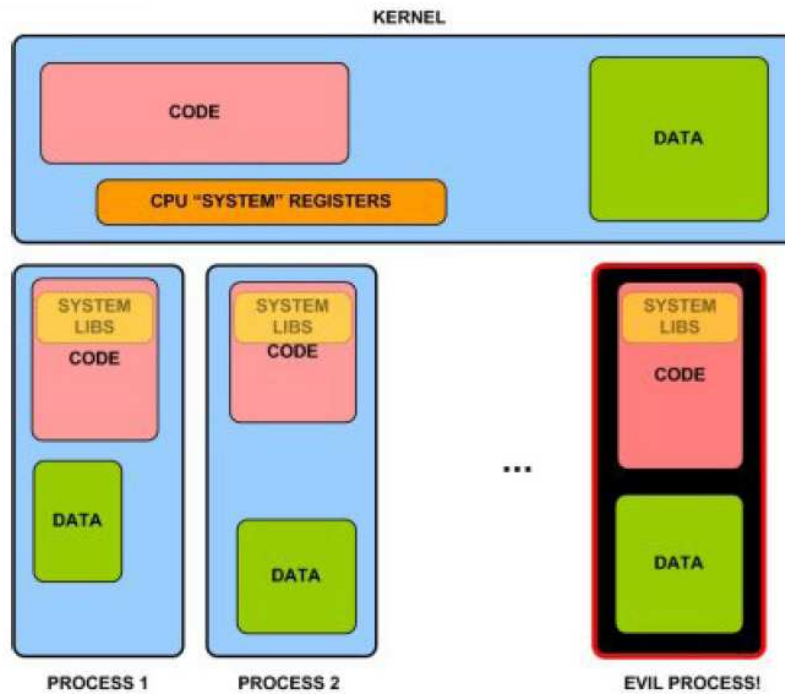 KERNEL
CODE
DATA
CPU “SYSTEM” REGISTERS
SYSTEM
LIBS
CODE
DATA
SYSTEM
LIBS
CODE
DATA
...
SYSTEM
LIBS
CODE
DATA
PROCESS 1
PROCESS 2
EVIL PROCESS!